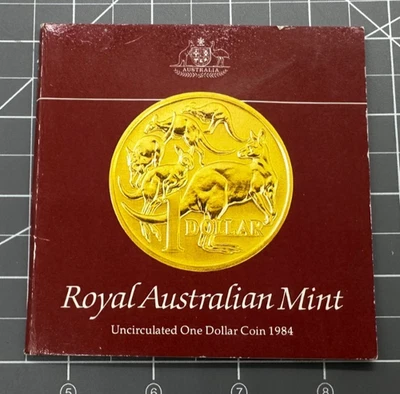 AUSTRALIA
1
DOLLAR
Royal Australian Mint
Uncirculated One Dollar Coin 1984
5
6
7
8